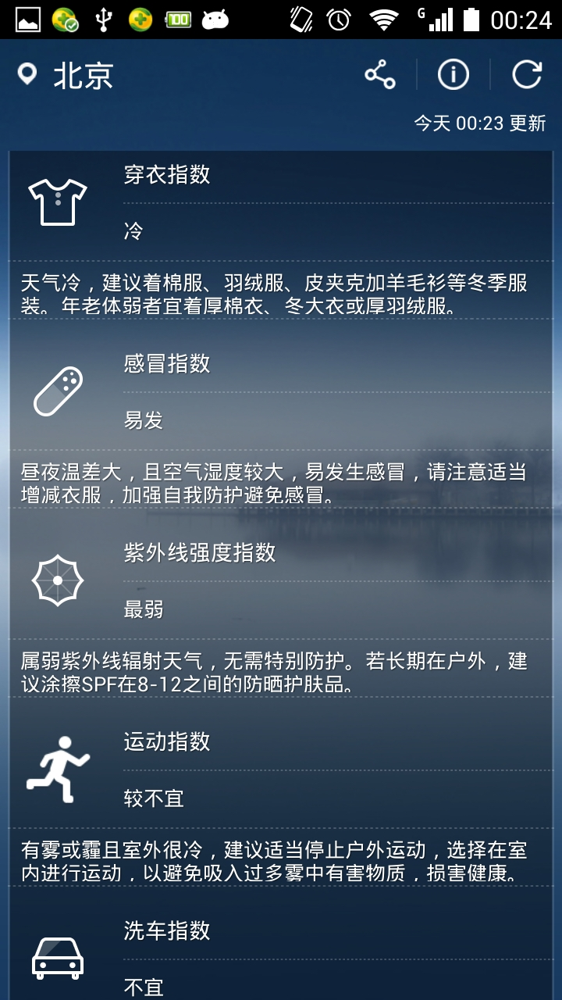 100
G
00:24
北京
今天 00:23 更新
穿衣指数
冷
天气冷，建议着棉服、羽绒服、皮夹克加羊毛衫等冬季服
装。年老体弱者宜着厚棉衣、冬大衣或厚羽绒服。
感冒指数
易发
昼夜温差大，且空气湿度较大，易发生感冒，请注意适当
增减衣服，加强自我防护避免感冒。
紫外线强度指数
最弱
属弱紫外线辐射天气，无需特别防护。若长期在户外，建
议涂擦SPF在8-12之间的防晒护肤品。
运动指数
较不宜
有雾或霾且室外很冷，建议适当停止户外运动，选择在室
内进行运动，以避免吸入过多雾中有害物质，损害健康。
洗车指数
不宜